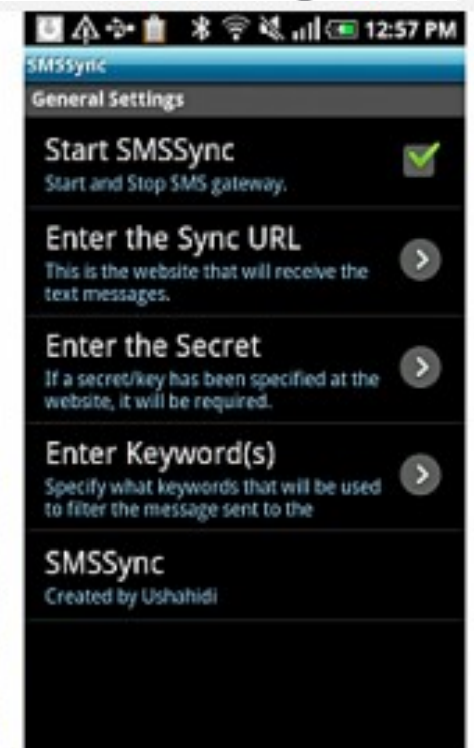 12:57 PM
SMSSync
General Settings
Start SMSSync
Start and Stop SMS gateway.
Enter the Sync URL
This is the website that will receive the
text messages.
Enter the Secret
If a secret/key has been specified at the
website, it will be required.
Enter Keyword(s)
Specify what keywords that will be used
to filter the message sent to the
SMSSync
Created by Ushahidi